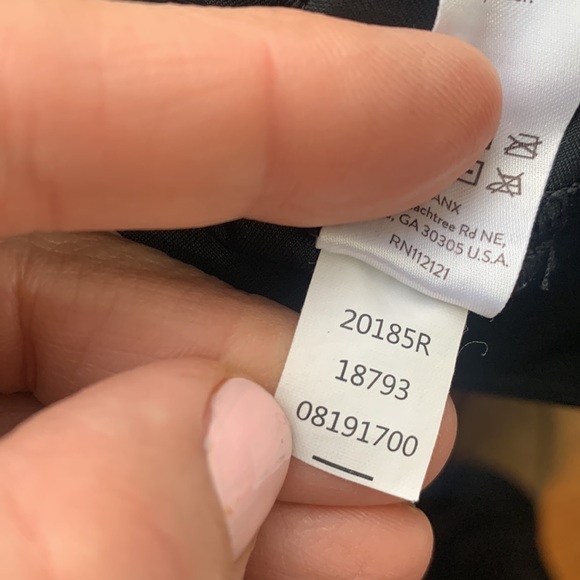 ANX
achtree Rd NE,
, GA 30305 U.S.A.
RN112121
20185R
18793
08191700